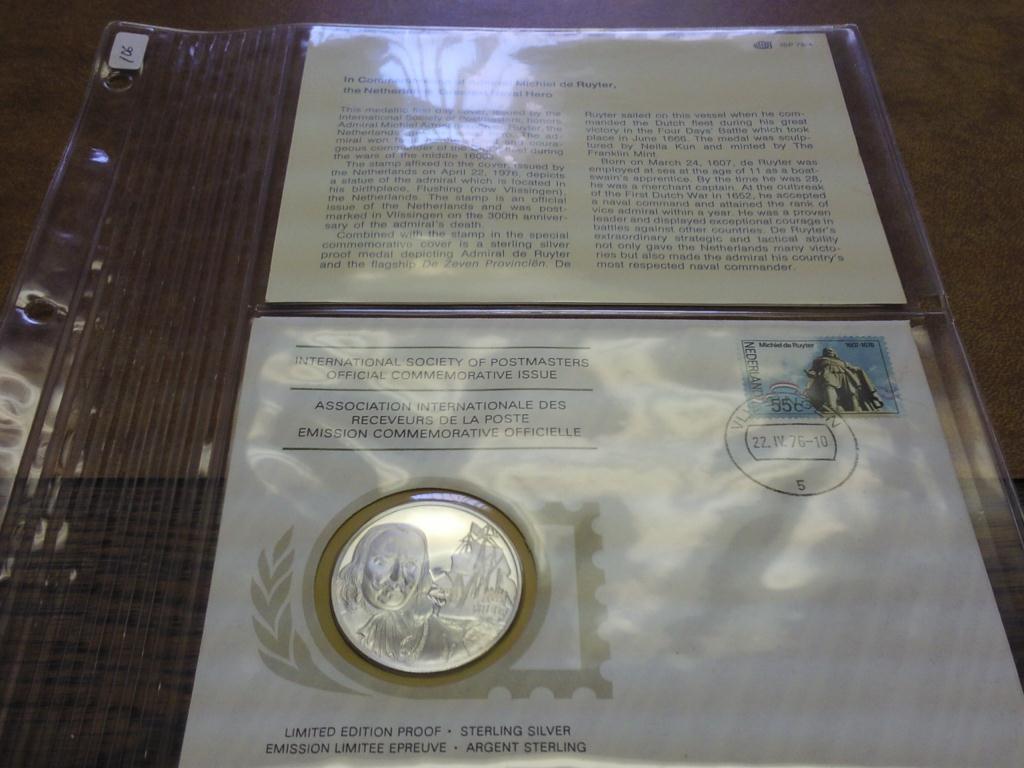 106
ISP 76/4
In Commemoration of Admiral Michiel de Ruyter,
the Netherlands' Greatest Naval Hero
This medallic first day cover, issued by the
International Society of Postmasters, honors
Admiral Michiel Ruyter, the
Netherlands' The ad-
miral won his and coura-
geous commander of the fleet during
the wars of the middle 1600s.
The stamp affixed to the cover, issued by
the Netherlands on April 22, 1976, depicts
a statue of the admiral which is located in
his birthplace, Flushing (now Vlissingen),
the Netherlands. The stamp is an official
issue of the Netherlands and was post-
marked in Vlissingen on the 300th anniver-
sary of the admiral's death.
Combined with the stamp in the special
commemorative cover is a sterling silver
proof medal depicting Admiral de Ruyter
and the flagship De Zeven Provinciën. De
Ruyter sailed on this vessel when he com-
manded the Dutch fleet during his great
victory in the Four Days' Battle which took
place in June 1666. The medal was sculp-
tured by Nella Kun and minted by The
Franklin Mint.
Born on March 24, 1607, de Ruyter was
employed at sea at the age of 11 as a boat-
swain's apprentice. By the time he was 28,
he was a merchant captain. At the outbreak
of the First Dutch War in 1652, he accepted
a naval command and attained the rank of
vice admiral within a year. He was a proven
leader and displayed exceptional courage in
battles against other countries. De Ruyter's
extraordinary strategic and tactical ability
not only gave the Netherlands many victo-
ries but also made the admiral his country's
most respected naval commander.
INTERNATIONAL SOCIETY OF POSTMASTERS
OFFICIAL COMMEMORATIVE ISSUE
ASSOCIATION INTERNATIONALE DES
RECEVEURS DE LA POSTE
EMISSION COMMEMORATIVE OFFICIELLE
Michiel de Ruyter 1607-1676
NEDERLAND
55c
22.IV.76-10
5
LIMITED EDITION PROOF · STERLING SILVER
EMISSION LIMITEE EPREUVE · ARGENT STERLING